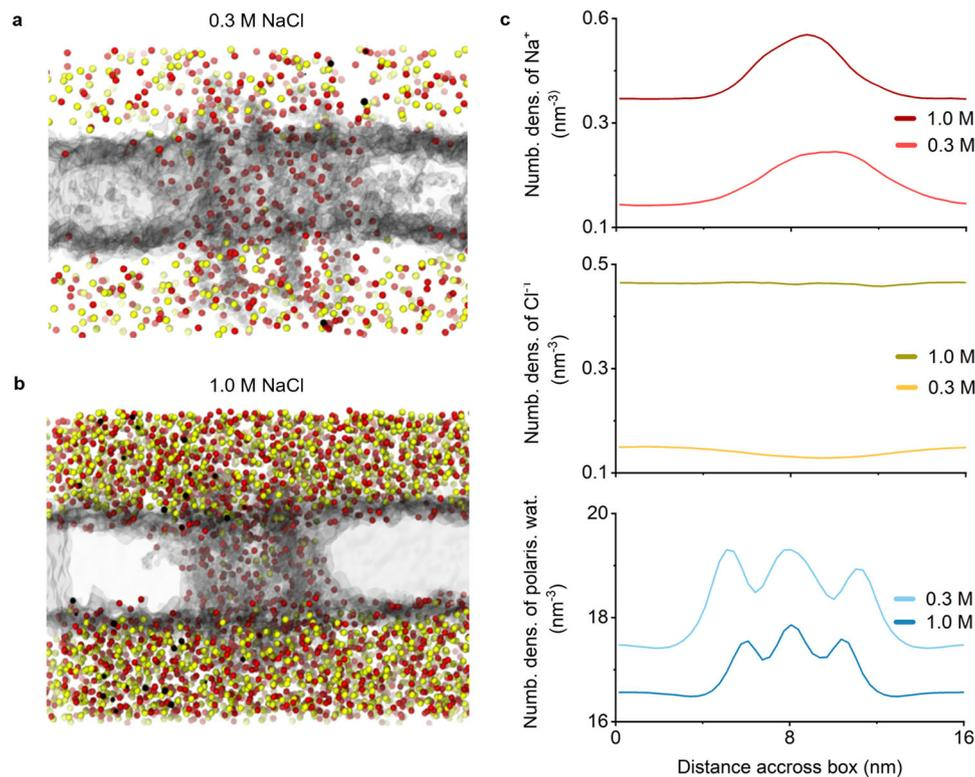 a
0.3 M NaCl
b
1.0 M NaCl
c
Numb. dens. of Na⁺
(nm⁻³)
0.6
0.3
0.1
1.0 M
0.3 M
Numb. dens. of Cl⁻¹
(nm⁻³)
0.5
0.3
0.1
1.0 M
0.3 M
Numb. dens. of polaris. wat.
(nm⁻³)
20
18
16
0.3 M
1.0 M
0
8
16
Distance accross box (nm)